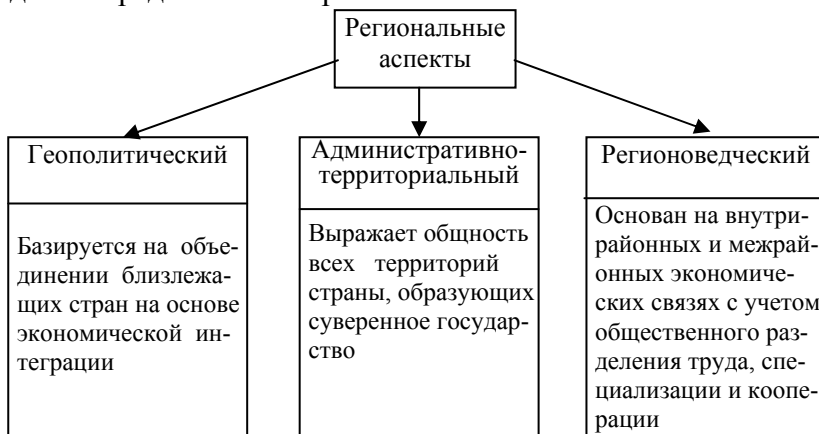 Региональные
аспекты
Геополитический
Базируется на объе-
динении близлежа-
щих стран на основе
экономической ин-
теграции
Административно-
территориальный
Выражает общность
всех территорий
страны, образующих
суверенное государ-
ство
Регионоведческий
Основан на внутри-
районных и межрай-
онных экономиче-
ских связях с учетом
общественного раз-
деления труда, спе-
циализации и коопе-
рации